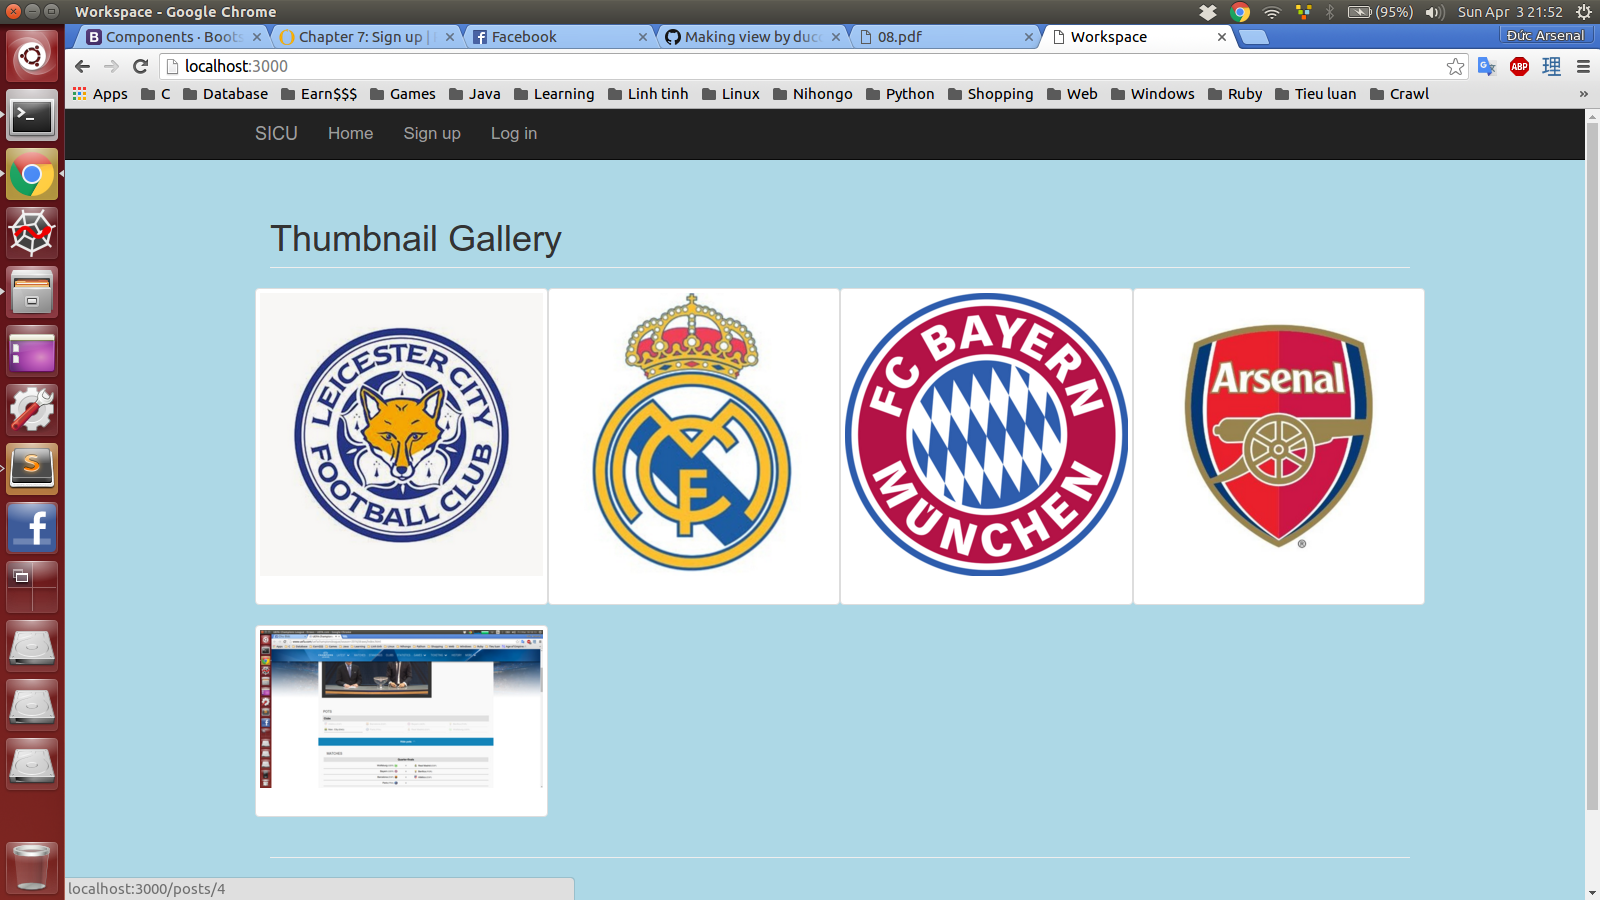 Workspace - Google Chrome
(95%)
Sun Apr 3 21:52
Components · Boots
Chapter 7: Sign up |
Facebook
Making view by duc
08.pdf
Workspace
Đức Arsenal
localhost:3000
ABP
理
Apps
C
Database
Earn$$$
Games
Java
Learning
Linh tinh
Linux
Nihongo
Python
Shopping
Web
Windows
Ruby
Tieu luan
Crawl
»
SICU
Home
Sign up
Log in
Thumbnail Gallery
LEICESTER CITY
FOOTBALL CLUB
FC BAYERN
MÜNCHEN
Arsenal
®
localhost:3000/posts/4